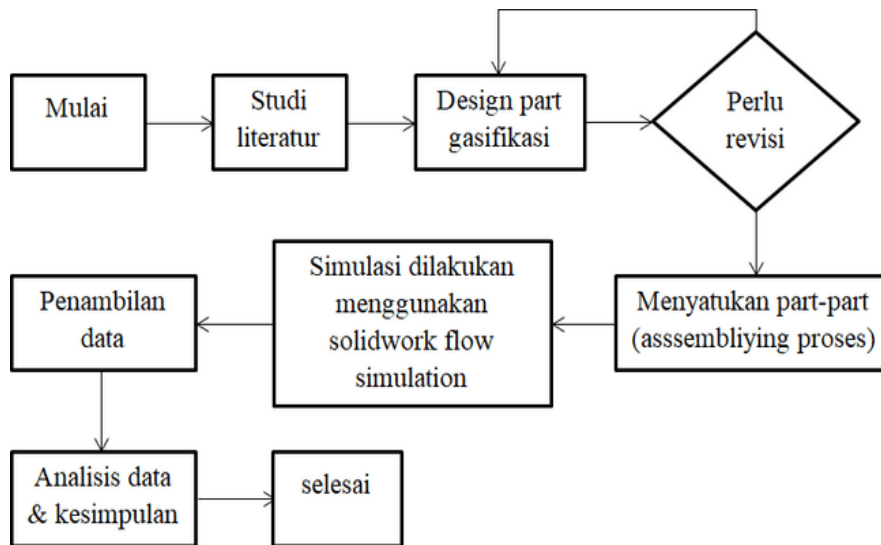 Mulai
Studi
literatur
Design part
gasifikasi
Perlu
revisi
Menyatukan part-part
(asssembliying proses)
Simulasi dilakukan
menggunakan
solidwork flow
simulation
Penambilan
data
Analisis data
& kesimpulan
selesai